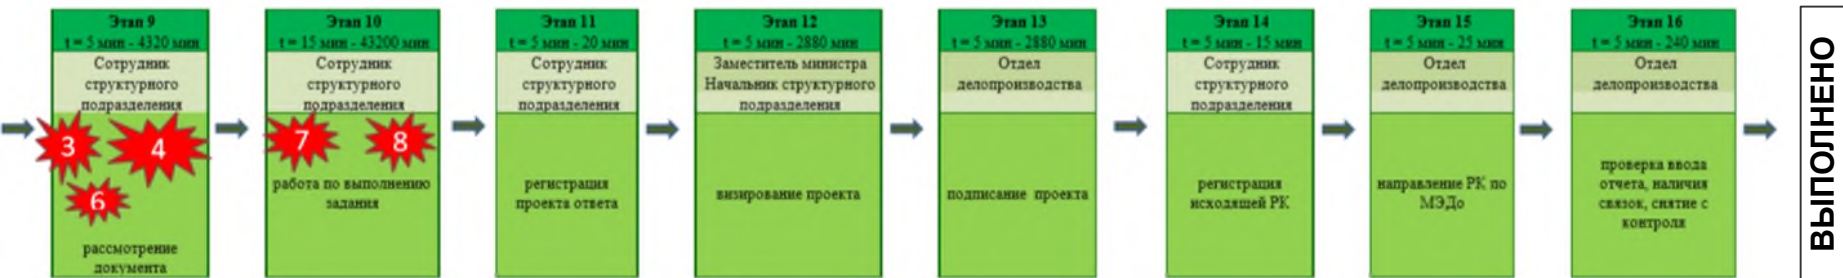 Этап 9
t = 5 мин - 4320 мин
Сотрудник
структурного
подразделения
3
4
6
рассмотрение
документа
Этап 10
t = 15 мин - 43200 мин
Сотрудник
структурного
подразделения
7
8
работа по выполнению
задания
Этап 11
t = 5 мин - 20 мин
Сотрудник
структурного
подразделения
регистрация
проекта ответа
Этап 12
t = 5 мин - 2880 мин
Заместитель министра
Начальник структурного
подразделения
визирование проекта
Этап 13
t = 5 мин - 2880 мин
Отдел
делопроизводства
подписание проекта
Этап 14
t = 5 мин - 15 мин
Сотрудник
структурного
подразделения
регистрация
исходящей РК
Этап 15
t = 5 мин - 25 мин
Отдел
делопроизводства
направление РК по
МЭДо
Этап 16
t = 5 мин - 240 мин
Отдел
делопроизводства
проверка ввода
отчета, наличия
связок, снятие с
контроля
ВЫПОЛНЕНО